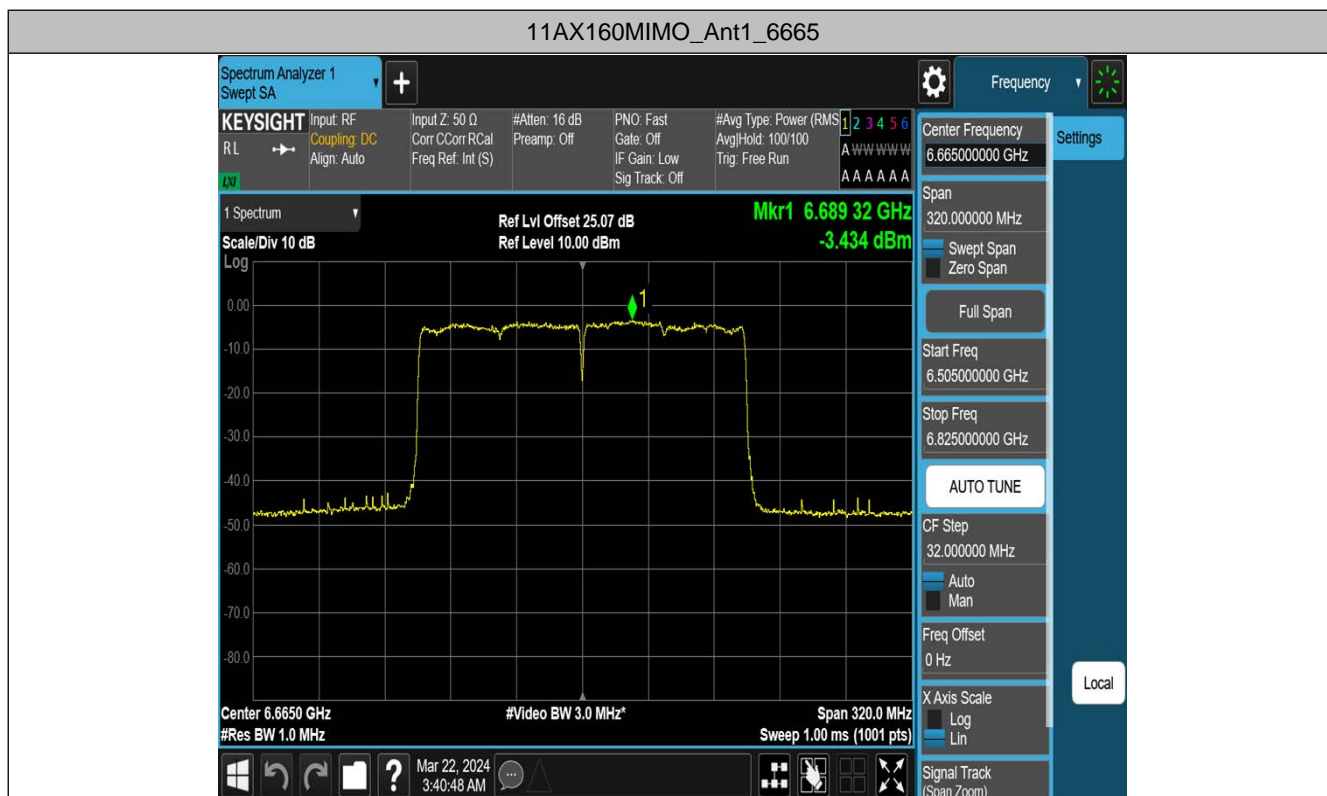 11AX160MIMO_Ant1_6665
Spectrum Analyzer 1
Swept SA
+
Frequency
KEYSIGHT
R L
LXI
Input: RF
Coupling: DC
Align: Auto
Input Z: 50 Ω
Corr CCorr RCal
Freq Ref: Int (S)
#Atten: 16 dB
Preamp: Off
PNO: Fast
Gate: Off
IF Gain: Low
Sig Track: Off
#Avg Type: Power (RMS
Avg|Hold: 100/100
Trig: Free Run
1 2 3 4 5 6
A W W W W W
A A A A A A
1 Spectrum
Scale/Div 10 dB
Log
Ref Lvl Offset 25.07 dB
Ref Level 10.00 dBm
Mkr1 6.689 32 GHz
-3.434 dBm
1
0.00
-10.0
-20.0
-30.0
-40.0
-50.0
-60.0
-70.0
-80.0
Center 6.6650 GHz
#Res BW 1.0 MHz
#Video BW 3.0 MHz*
Span 320.0 MHz
Sweep 1.00 ms (1001 pts)
?
Mar 22, 2024
3:40:48 AM
Center Frequency
6.665000000 GHz
Span
320.000000 MHz
Swept Span
Zero Span
Full Span
Start Freq
6.505000000 GHz
Stop Freq
6.825000000 GHz
AUTO TUNE
CF Step
32.000000 MHz
Auto
Man
Freq Offset
0 Hz
X Axis Scale
Log
Lin
Signal Track
(Span Zoom)
Settings
Local